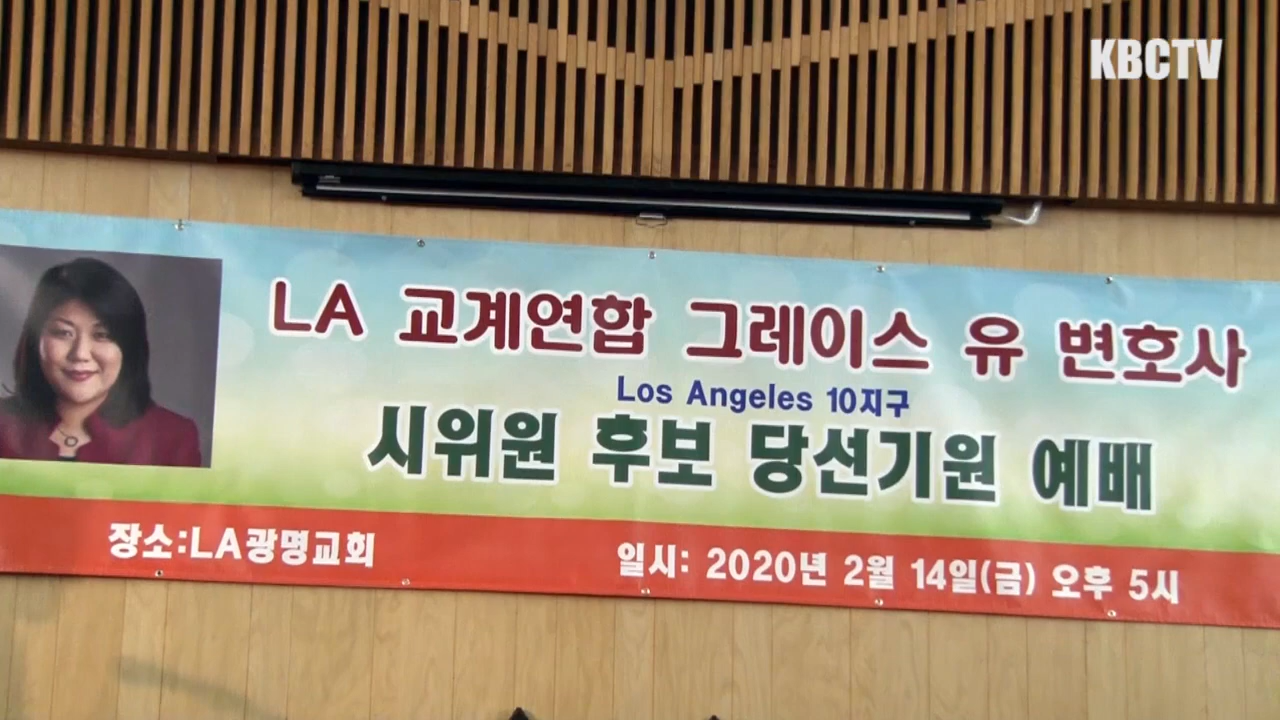 KBCTV
LA 교계연합 그레이스 유 변호사
Los Angeles 10지구
시위원 후보 당선기원 예배
장소:LA광명교회
일시: 2020년 2월 14일(금) 오후 5시